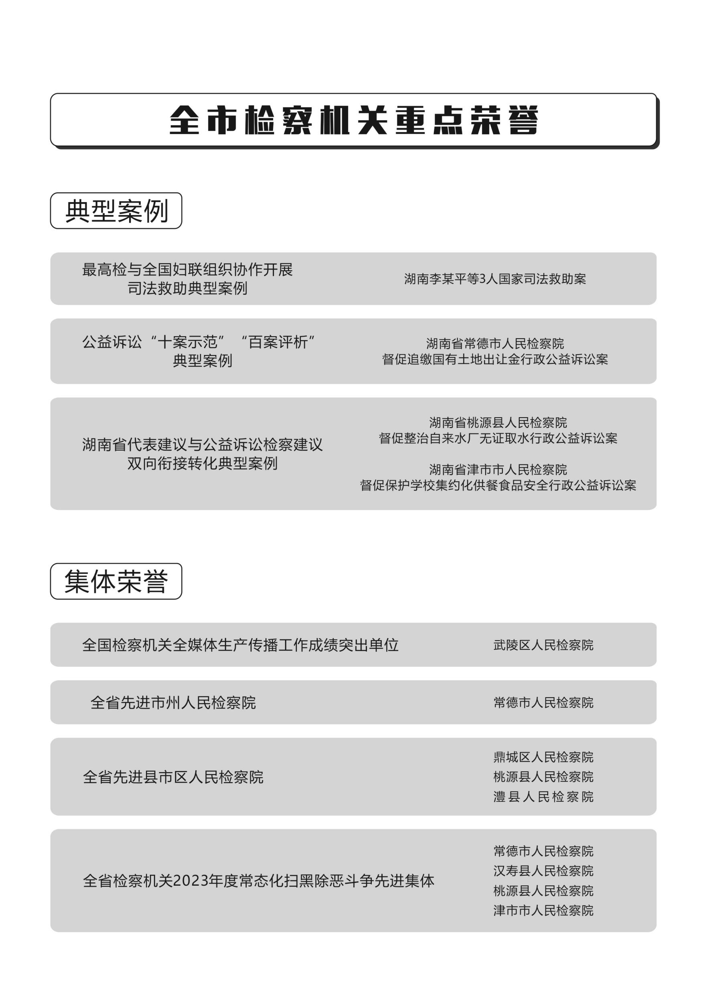 全市检察机关重点荣誉
典型案例
最高检与全国妇联组织协作开展
司法救助典型案例
湖南李某平等3人国家司法救助案
公益诉讼“十案示范”“百案评析”
典型案例
湖南省常德市人民检察院
督促追缴国有土地出让金行政公益诉讼案
湖南省代表建议与公益诉讼检察建议
双向衔接转化典型案例
湖南省桃源县人民检察院
督促整治自来水厂无证取水行政公益诉讼案
湖南省津市市人民检察院
督促保护学校集约化供餐食品安全行政公益诉讼案
集体荣誉
全国检察机关全媒体生产传播工作成绩突出单位
武陵区人民检察院
全省先进市州人民检察院
常德市人民检察院
全省先进县市区人民检察院
鼎城区人民检察院
桃源县人民检察院
澧县人民检察院
全省检察机关2023年度常态化扫黑除恶斗争先进集体
常德市人民检察院
汉寿县人民检察院
桃源县人民检察院
津市市人民检察院